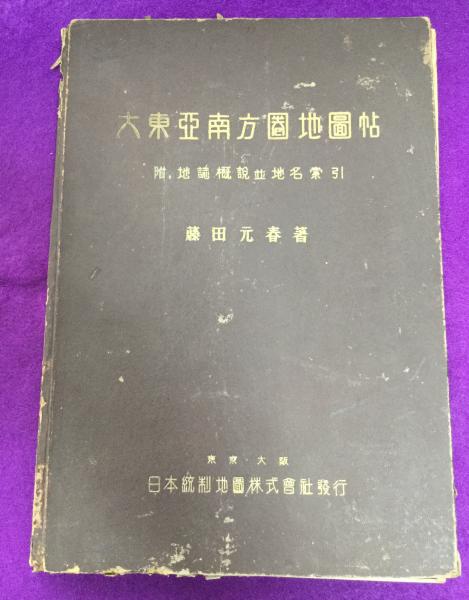 大東亞南方圈地圖帖
附.地誌概說並地名索引
藤田元春著
東京・大阪
日本統制地圖株式會社發行